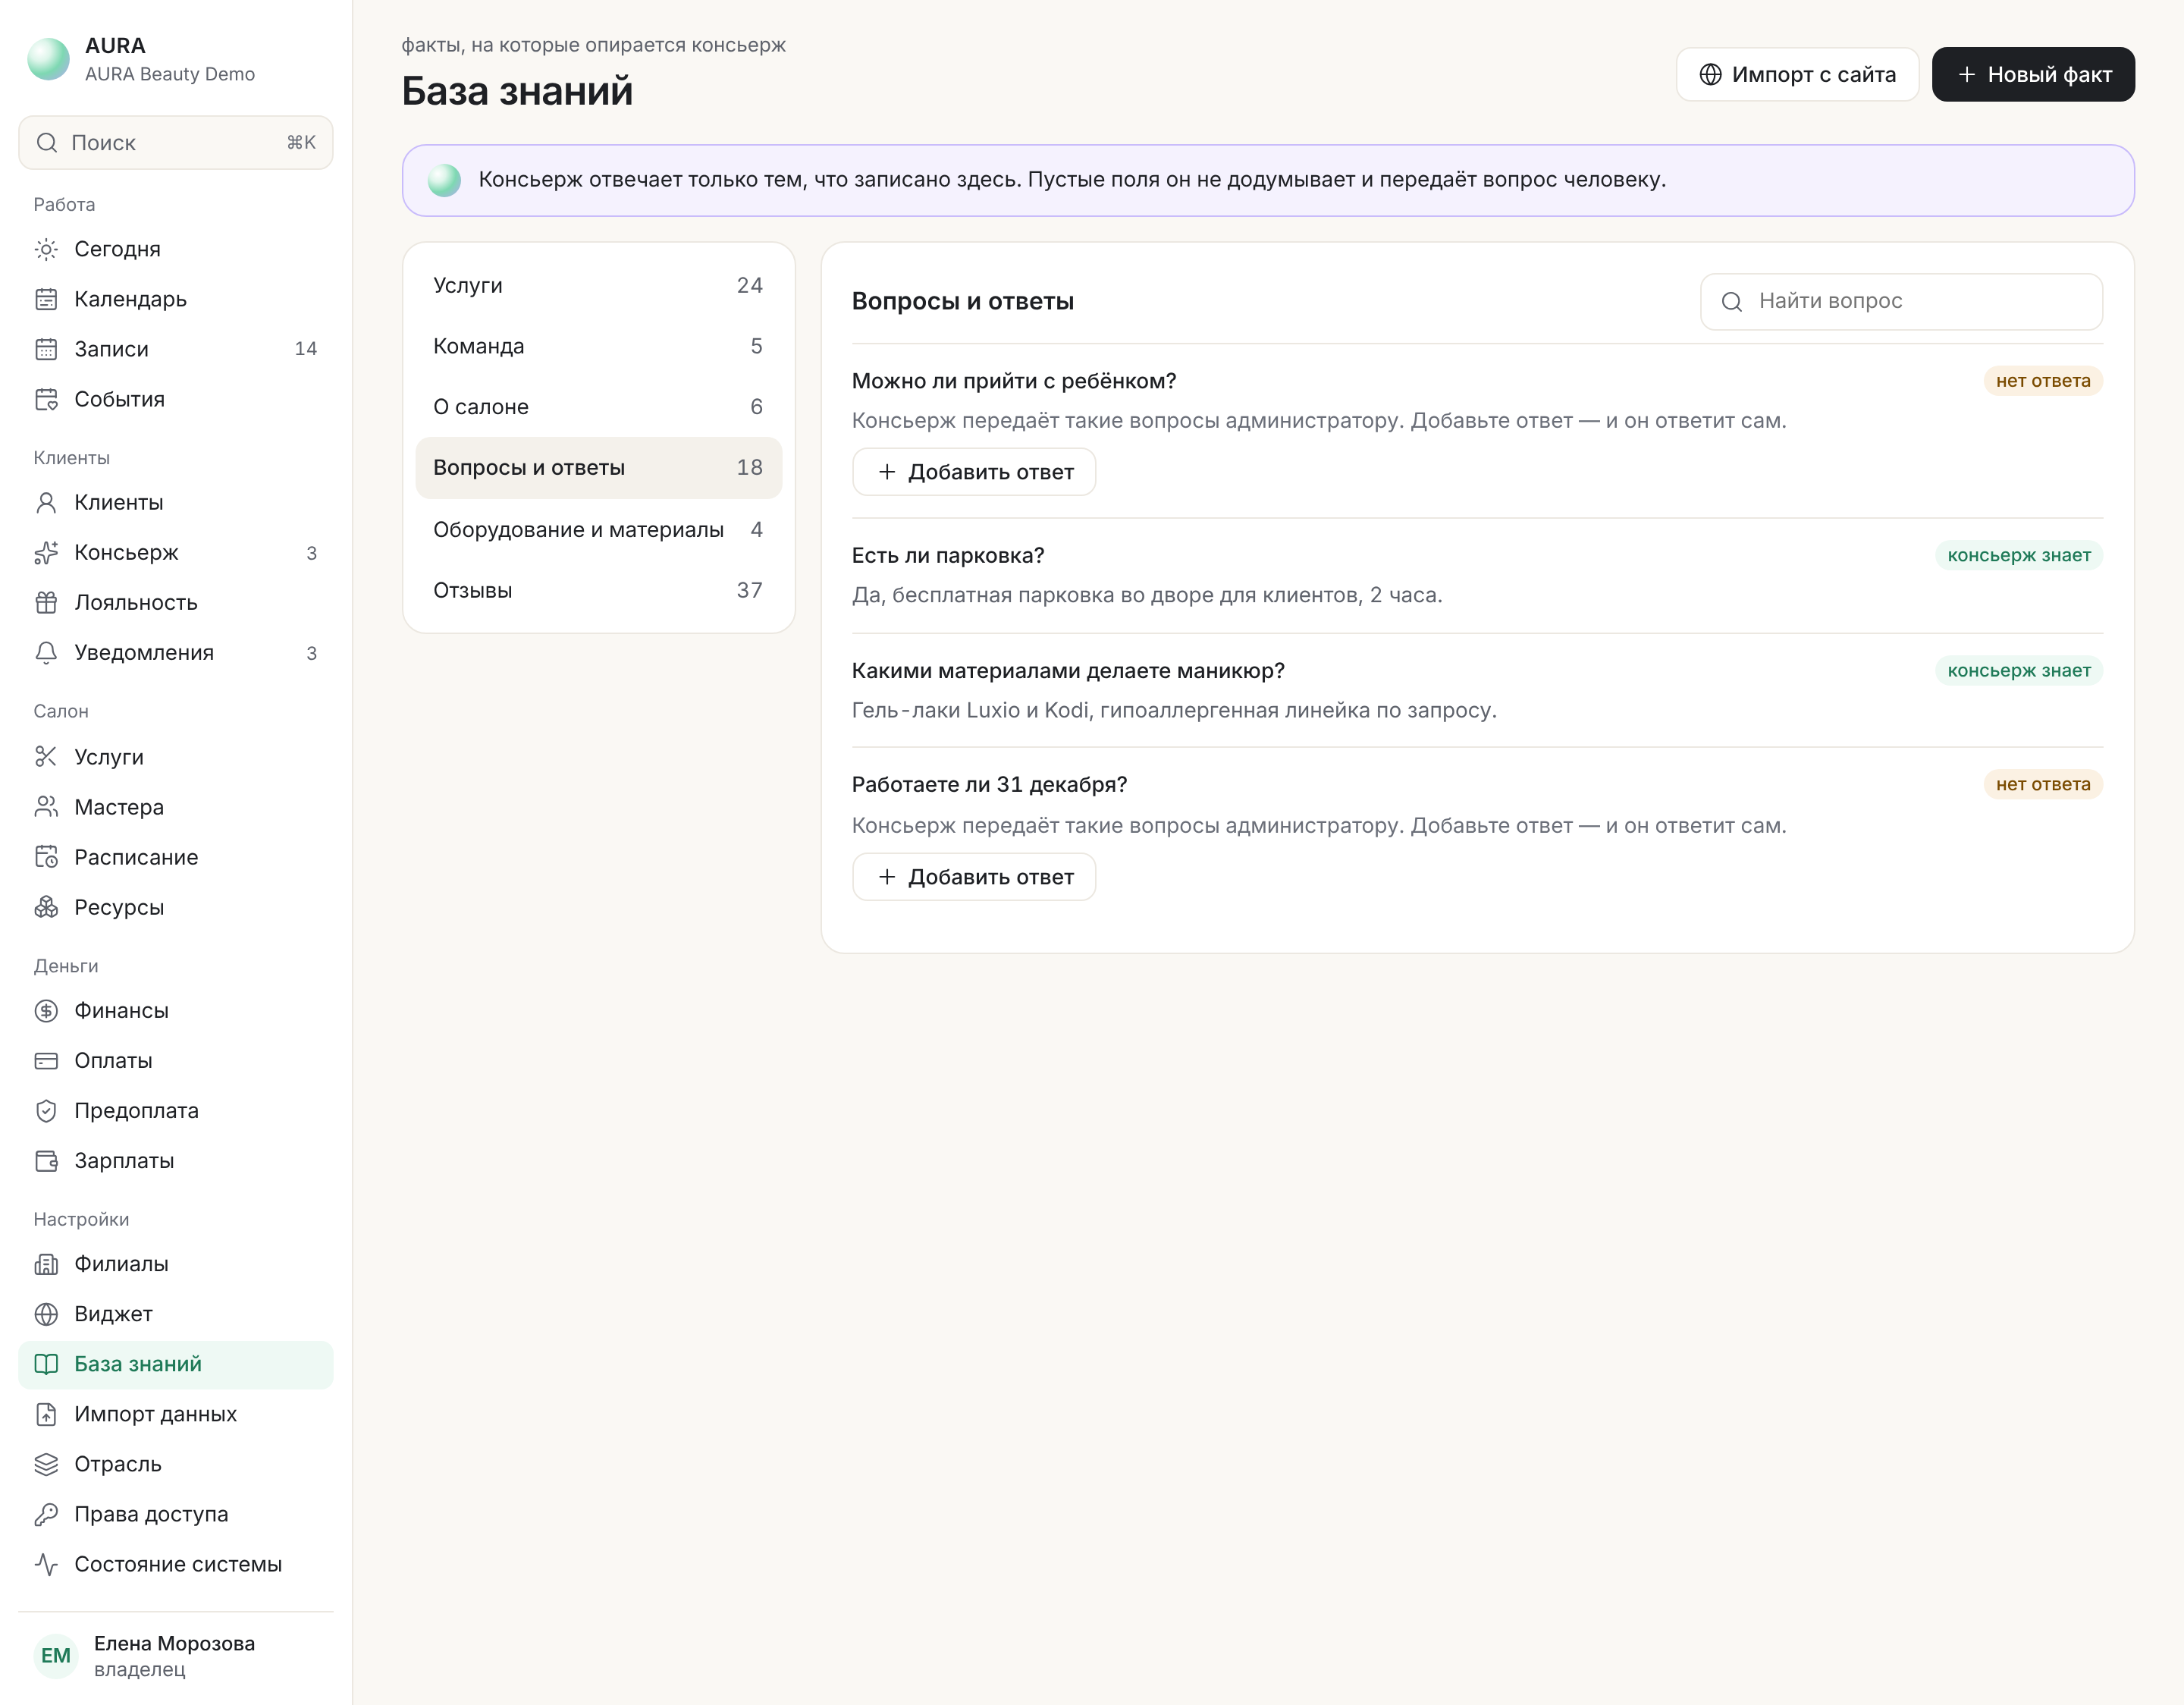 AURA
AURA Beauty Demo
Поиск ⌘K
Работа
Сегодня
Календарь
Записи 14
События
Клиенты
Клиенты
Консьерж 3
Лояльность
Уведомления 3
Салон
Услуги
Мастера
Расписание
Ресурсы
Деньги
Финансы
Оплаты
Предоплата
Зарплаты
Настройки
Филиалы
Виджет
База знаний
Импорт данных
Отрасль
Права доступа
Состояние системы
ЕМ
Елена Морозова
владелец
факты, на которые опирается консьерж
База знаний
Импорт с сайта
Новый факт
Консьерж отвечает только тем, что записано здесь. Пустые поля он не додумывает и передаёт вопрос человеку.
Услуги 24
Команда 5
О салоне 6
Вопросы и ответы 18
Оборудование и материалы 4
Отзывы 37
Вопросы и ответы
Найти вопрос
Можно ли прийти с ребёнком? нет ответа
Консьерж передаёт такие вопросы администратору. Добавьте ответ — и он ответит сам.
Добавить ответ
Есть ли парковка? консьерж знает
Да, бесплатная парковка во дворе для клиентов, 2 часа.
Какими материалами делаете маникюр? консьерж знает
Гель-лаки Luxio и Kodi, гипоаллергенная линейка по запросу.
Работаете ли 31 декабря? нет ответа
Консьерж передаёт такие вопросы администратору. Добавьте ответ — и он ответит сам.
Добавить ответ